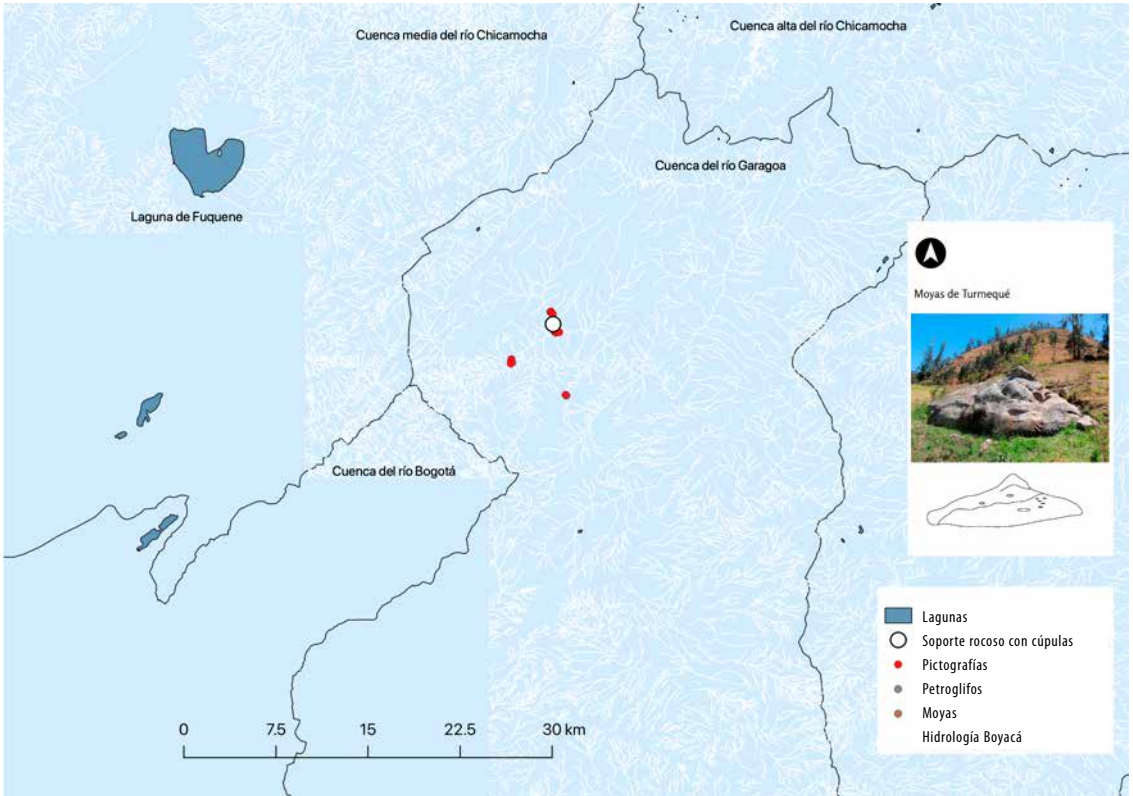 Cuenca media del río Chicamocha
Cuenca alta del río Chicamocha
Cuenca del río Garagoa
Laguna de Fuquene
Cuenca del río Bogotá
Moyas de Turmequé
Lagunas
Soporte rocoso con cúpulas
Pictografías
Petroglifos
Moyas
Hidrología Boyacá
0 7.5 15 22.5 30 km